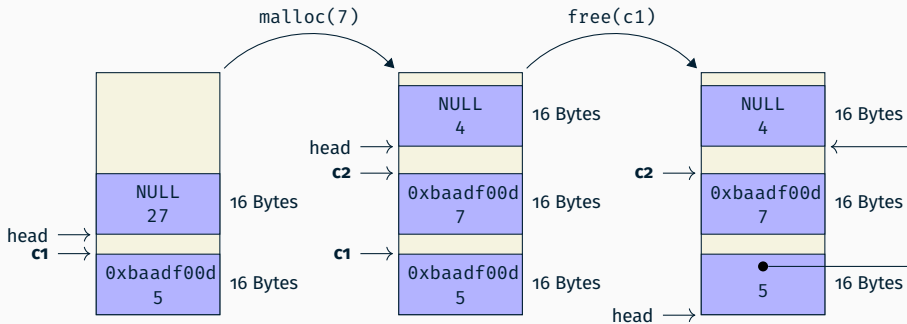 malloc(7)
free(c1)
NULL
27
16 Bytes
head
c1
0xbaadf00d
5
16 Bytes
NULL
4
16 Bytes
head
c2
0xbaadf00d
7
16 Bytes
c1
0xbaadf00d
5
16 Bytes
NULL
4
16 Bytes
c2
0xbaadf00d
7
16 Bytes
5
16 Bytes
head